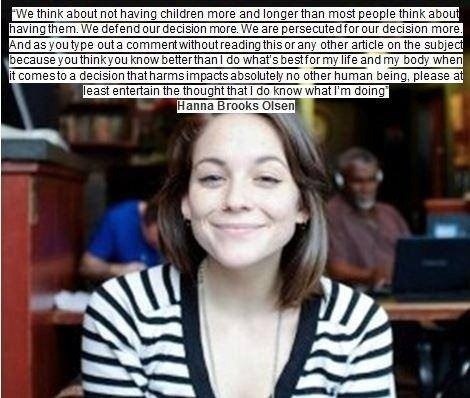 “We think about not having children more and longer than most people think about
having them. We defend our decision more. We are persecuted for our decision more.
And as you type out a comment without reading this or any other article on the subject
because you think you know better than I do what's best for my life and my body when
it comes to a decision that harms impacts absolutely no other human being, please at
least entertain the thought that I do know what I'm doing”
Hanna Brooks Olsen